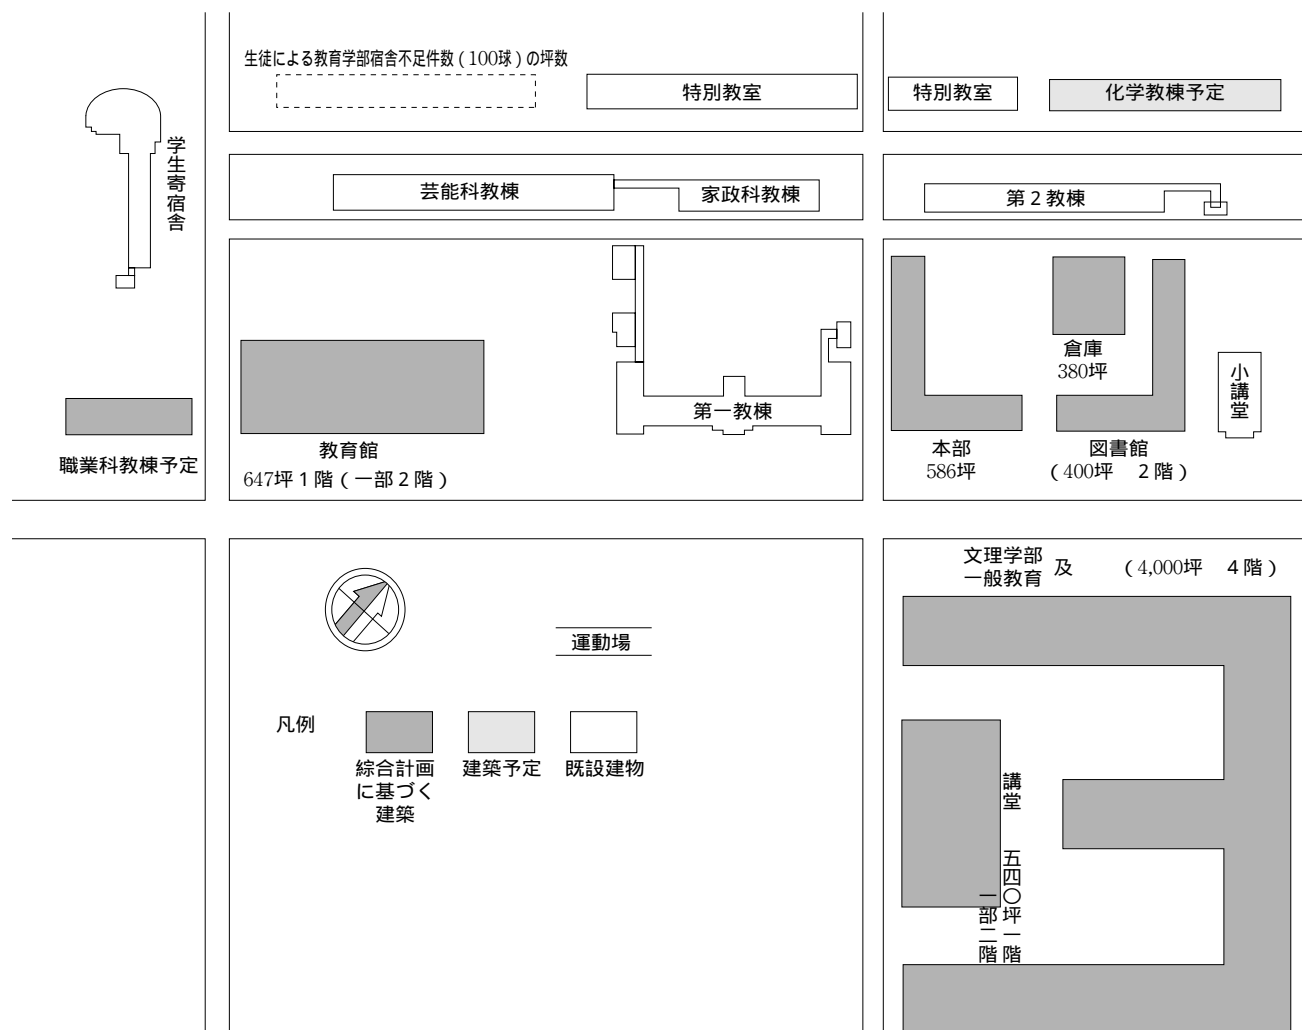 生徒による教育学部宿舎不足件数(100球)の坪数
特別教室
特別教室
化学教棟予定
学生寄宿舎
芸能科教棟
家政科教棟
第2教棟
倉庫
380坪
小講堂
第一教棟
職業科教棟予定
教育館
647坪1階(一部2階)
本部
586坪
図書館
(400坪 2階)
文理学部
一般教育
及 (4,000坪 4階)
運動場
凡例
綜合計画
に基づく
建築
建築予定
既設建物
講堂 五四〇坪一階
一部二階